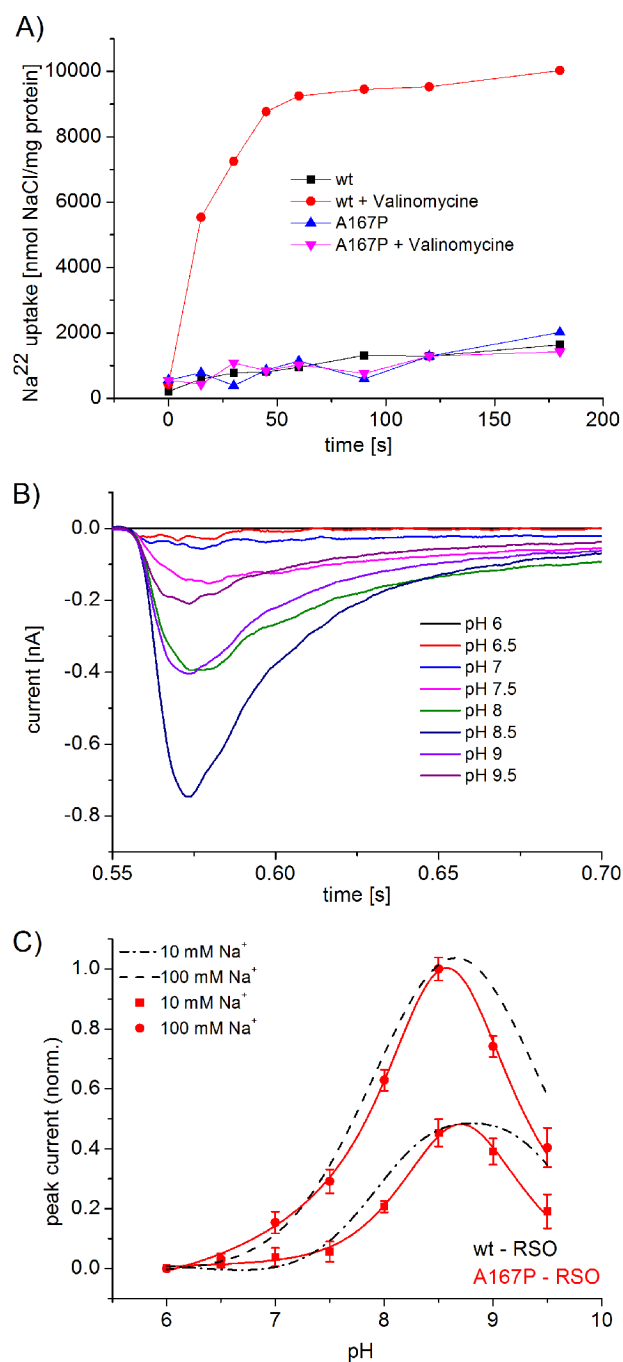 A)
10000
8000
6000
4000
2000
0
Na²² uptake [nmol NaCl/mg protein]
wt
wt + Valinomycine
A167P
A167P + Valinomycine
0 50 100 150 200
time [s]
B)
0.0
-0.2
-0.4
-0.6
-0.8
current [nA]
pH 6
pH 6.5
pH 7
pH 7.5
pH 8
pH 8.5
pH 9
pH 9.5
0.55 0.60 0.65 0.70
time [s]
C)
10 mM Na⁺
100 mM Na⁺
10 mM Na⁺
100 mM Na⁺
1.0
0.8
0.6
0.4
0.2
0.0
peak current (norm.)
wt - RSO
A167P - RSO
6 7 8 9 10
pH